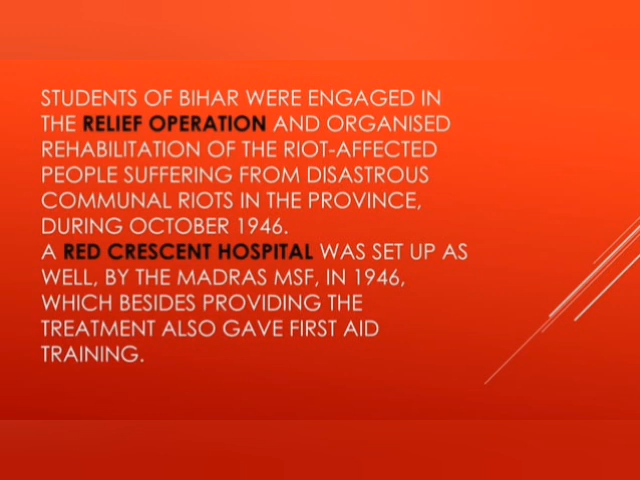 STUDENTS OF BIHAR WERE ENGAGED IN
THE RELIEF OPERATION AND ORGANISED
REHABILITATION OF THE RIOT-AFFECTED
PEOPLE SUFFERING FROM DISASTROUS
COMMUNAL RIOTS IN THE PROVINCE,
DURING OCTOBER 1946.
A RED CRESCENT HOSPITAL WAS SET UP AS
WELL, BY THE MADRAS MSF, IN 1946,
WHICH BESIDES PROVIDING THE
TREATMENT ALSO GAVE FIRST AID
TRAINING.